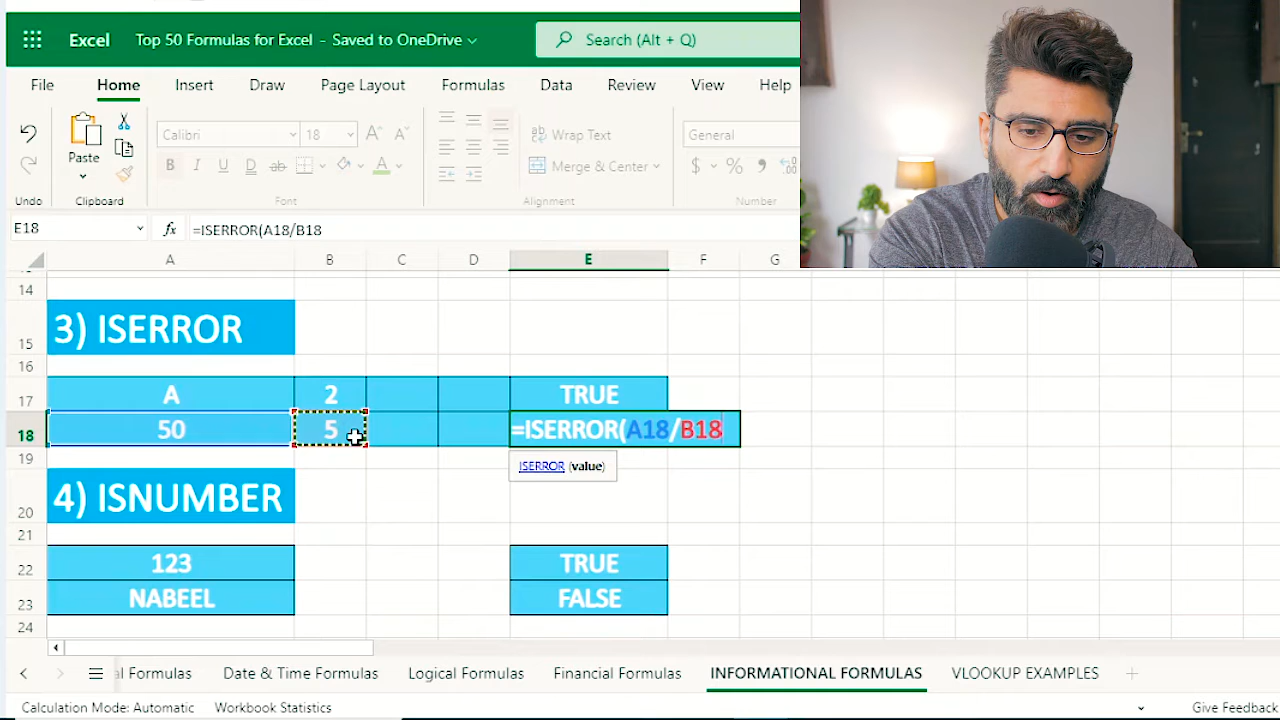 Excel Top 50 Formulas for Excel - Saved to OneDrive Search (Alt + Q)
File Home Insert Draw Page Layout Formulas Data Review View Help
Calibri 18 Wrap Text General
Paste B I U D ab A Merge & Center $ % ,
Undo Clipboard Font Alignment Number
E18 fx =ISERROR(A18/B18
A B C D E F G
14
15 3) ISERROR
16
17 A 2 TRUE
18 50 5 =ISERROR(A18/B18
ISERROR (value)
19
20 4) ISNUMBER
21
22 123 TRUE
23 NABEEL FALSE
24
al Formulas Date & Time Formulas Logical Formulas Financial Formulas INFORMATIONAL FORMULAS VLOOKUP EXAMPLES
Calculation Mode: Automatic Workbook Statistics Give Feedback